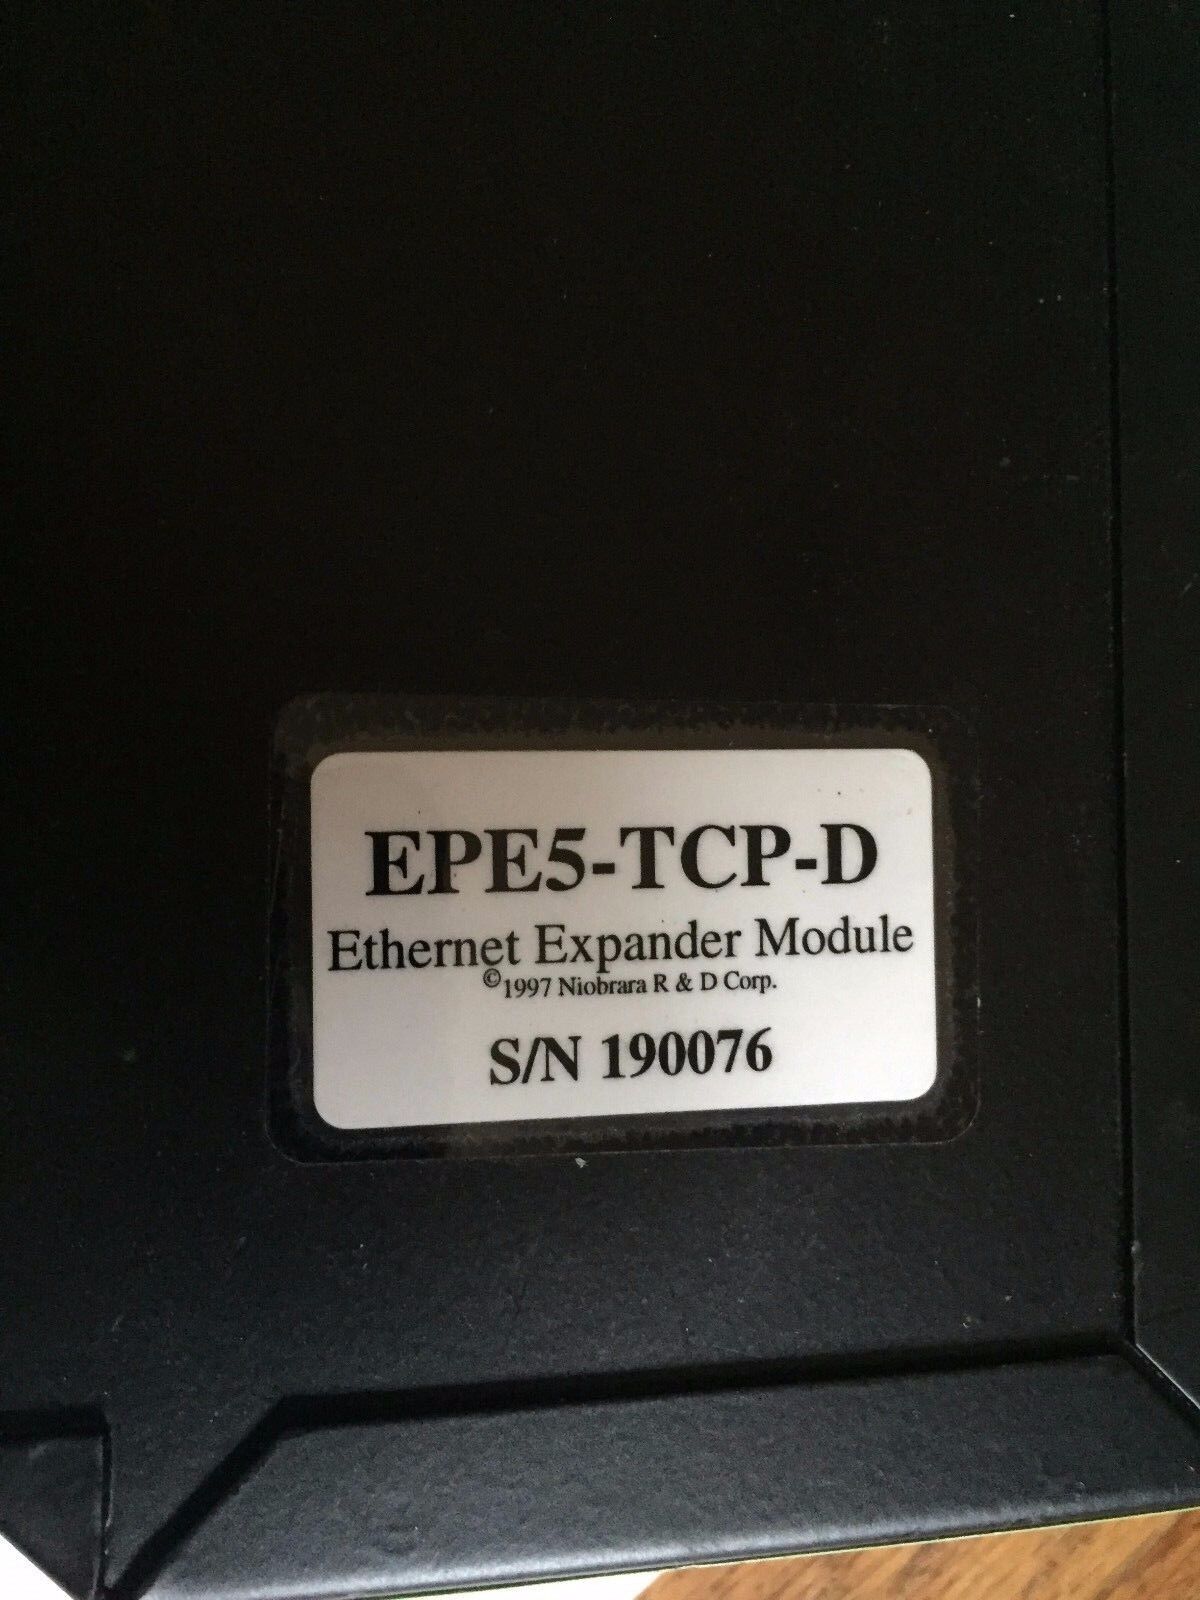 EPE5-TCP-D
Ethernet Expander Module
©1997 Niobrara R & D Corp.
S/N 190076